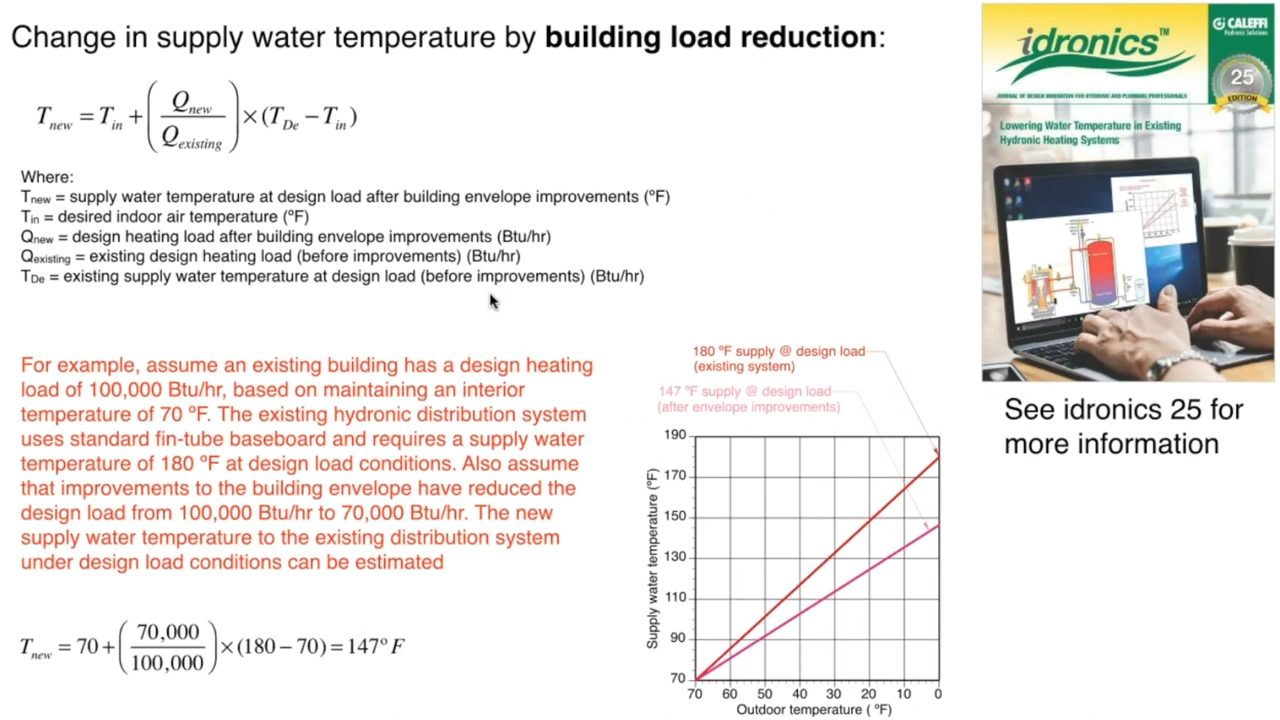 Change in supply water temperature by building load reduction:
T_new = T_in + (Q_new / Q_existing) × (T_De − T_in)
Where:
Tnew = supply water temperature at design load after building envelope improvements (ºF)
Tin = desired indoor air temperature (ºF)
Qnew = design heating load after building envelope improvements (Btu/hr)
Qexisting = existing design heating load (before improvements) (Btu/hr)
TDe = existing supply water temperature at design load (before improvements) (Btu/hr)
For example, assume an existing building has a design heating
load of 100,000 Btu/hr, based on maintaining an interior
temperature of 70 ºF. The existing hydronic distribution system
uses standard fin-tube baseboard and requires a supply water
temperature of 180 ºF at design load conditions. Also assume
that improvements to the building envelope have reduced the
design load from 100,000 Btu/hr to 70,000 Btu/hr. The new
supply water temperature to the existing distribution system
under design load conditions can be estimated
T_new = 70 + (70,000 / 100,000) × (180 − 70) = 147° F
180 ºF supply @ design load
(existing system)
147 ºF supply @ design load
(after envelope improvements)
Supply water temperature (ºF)
190
170
150
130
110
90
70
70 60 50 40 30 20 10 0
Outdoor temperature ( ºF)
CALEFFI
Hydronic Solutions
idronics™
25
EDITION
JOURNAL OF DESIGN INNOVATION FOR HYDRONIC AND PLUMBING PROFESSIONALS
Lowering Water Temperature in Existing
Hydronic Heating Systems
See idronics 25 for
more information